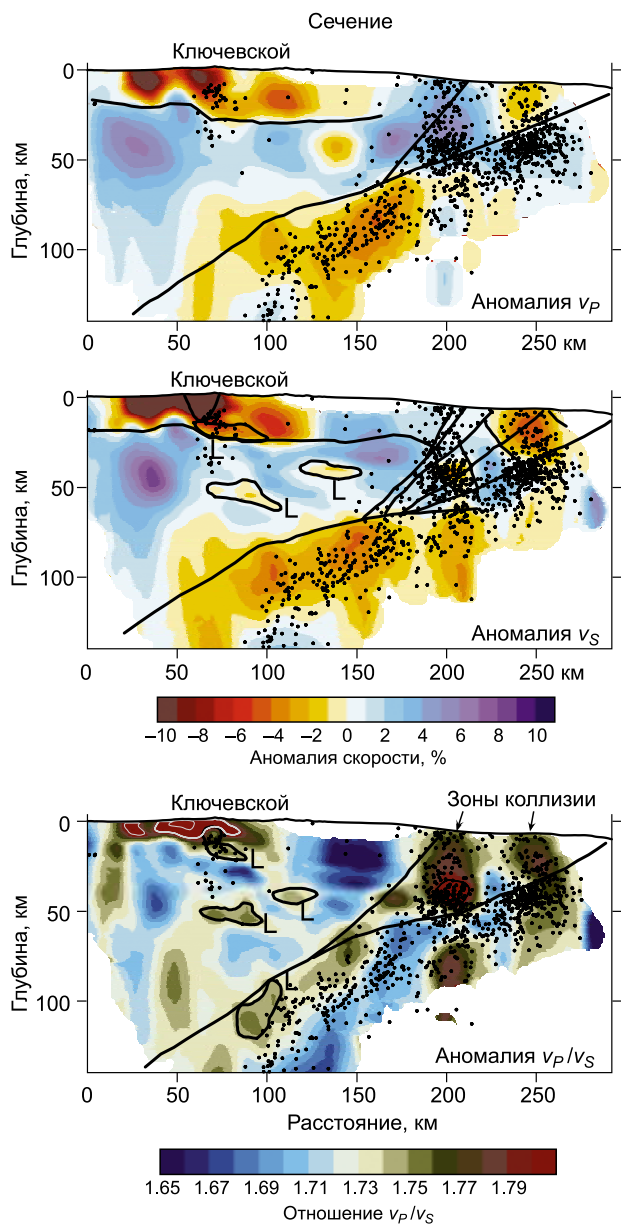 Сечение
Ключевской
0
50
100
Глубина, км
Аномалия vP
0 50 100 150 200 250 км
Ключевской
0
50
100
Глубина, км
L
L
L
Аномалия vS
0 50 100 150 200 250 км
–10 –8 –6 –4 –2 0 2 4 6 8 10
Аномалия скорости, %
Ключевской
Зоны коллизии
0
50
100
Глубина, км
L
L
L
L
Аномалия vP/vS
0 50 100 150 200 250
Расстояние, км
1.65 1.67 1.69 1.71 1.73 1.75 1.77 1.79
Отношение vP/vS